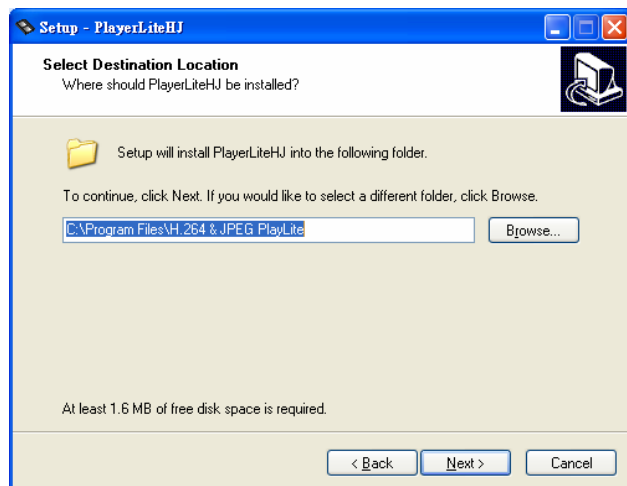 Setup - PlayerLiteHJ
Select Destination Location
Where should PlayerLiteHJ be installed?
Setup will install PlayerLiteHJ into the following folder.
To continue, click Next. If you would like to select a different folder, click Browse.
C:\Program Files\H.264 & JPEG PlayLite
Browse...
At least 1.6 MB of free disk space is required.
< Back
Next >
Cancel